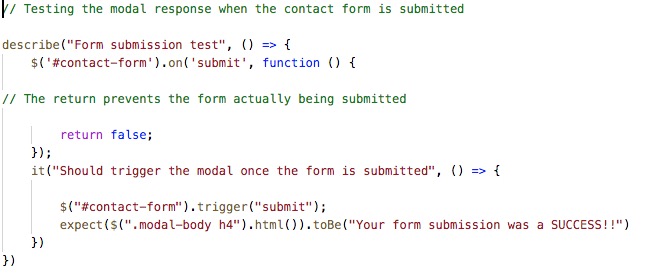 // Testing the modal response when the contact form is submitted
describe("Form submission test", () => {
$('#contact-form').on('submit', function () {
// The return prevents the form actually being submitted
return false;
});
it("Should trigger the modal once the form is submitted", () => {
$("#contact-form").trigger("submit");
expect($(".modal-body h4").html()).toBe("Your form submission was a SUCCESS!!")
})
})